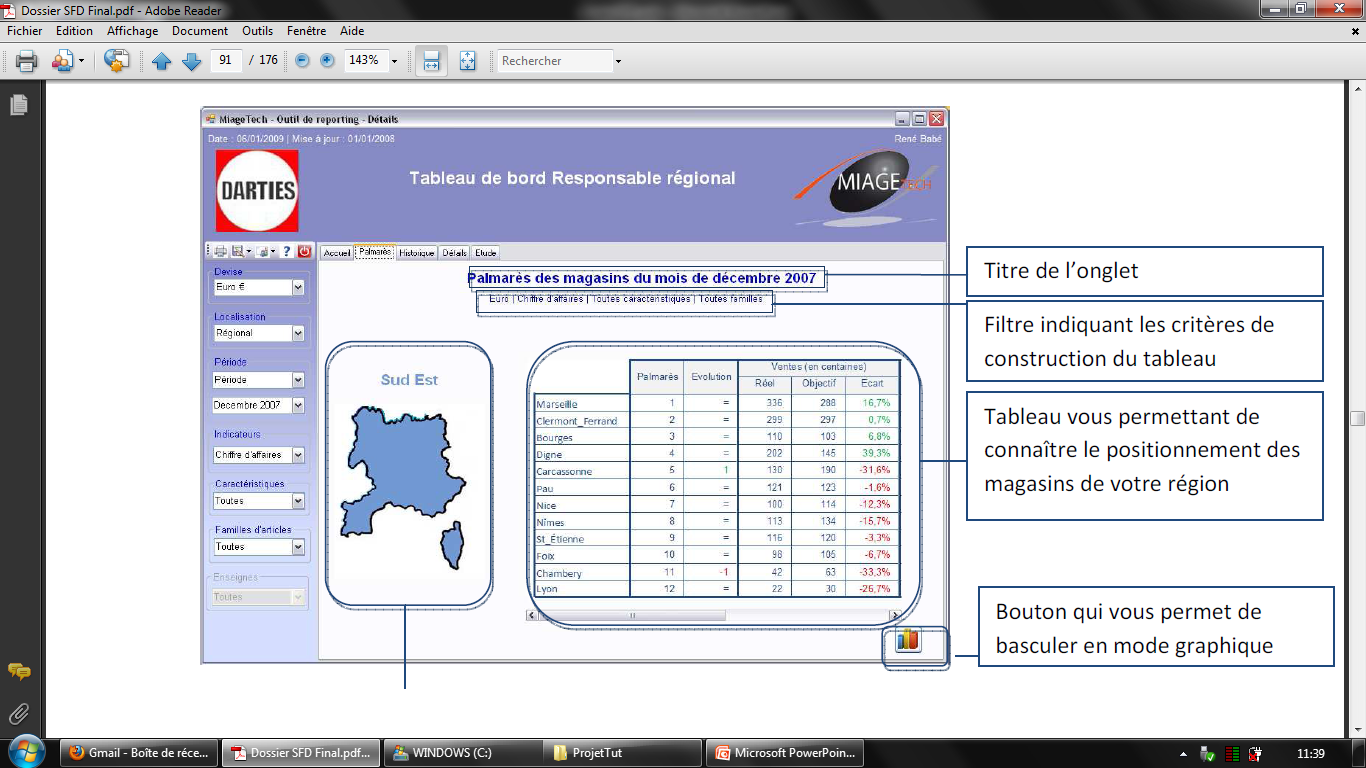 Dossier SFD Final.pdf - Adobe Reader
Fichier Edition Affichage Document Outils Fenêtre Aide
91 / 176 143% Rechercher
MiageTech - Outil de reporting - Détails
Date : 06/01/2009 | Mise à jour : 01/01/2008 René Babé
DARTIES
Tableau de bord Responsable régional
MIAGETECH
Accueil Palmarès Historique Détails Etude
Devise
Euro €
Localisation
Régional
Période
Période
Decembre 2007
Indicateurs
Chiffre d'affaires
Caractéristiques
Toutes
Familles d'articles
Toutes
Enseignes
Toutes
Palmarès des magasins du mois de décembre 2007
Euro | Chiffre d'affaires | Toutes caractéristiques | Toutes familles
Sud Est
Palmarès Evolution Ventes (en centaines)
Réel Objectif Ecart
Marseille 1 = 336 288 16,7%
Clermont_Ferrand 2 = 299 297 0,7%
Bourges 3 = 110 103 6,8%
Digne 4 = 202 145 39,3%
Carcassonne 5 1 130 190 -31,6%
Pau 6 = 121 123 -1,6%
Nice 7 = 100 114 -12,3%
Nîmes 8 = 113 134 -15,7%
St_Étienne 9 = 116 120 -3,3%
Foix 10 = 98 105 -6,7%
Chambery 11 -1 42 63 -33,3%
Lyon 12 = 22 30 -26,7%
Titre de l'onglet
Filtre indiquant les critères de
construction du tableau
Tableau vous permettant de
connaître le positionnement des
magasins de votre région
Bouton qui vous permet de
basculer en mode graphique
Gmail - Boîte de réce... Dossier SFD Final.pdf... WINDOWS (C:) ProjetTut Microsoft PowerPoin... 11:39